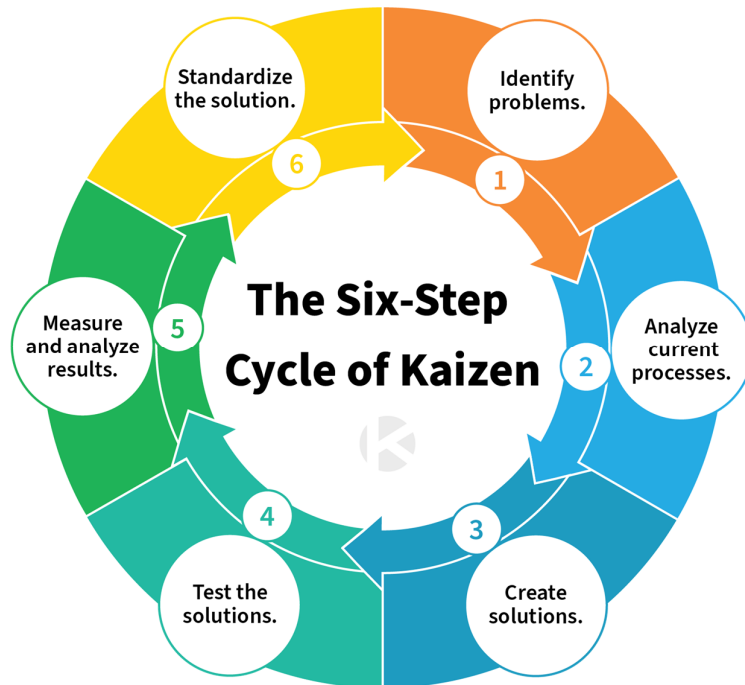 The Six-Step
Cycle of Kaizen
1
Identify
problems.
2
Analyze
current
processes.
3
Create
solutions.
4
Test the
solutions.
5
Measure
and analyze
results.
6
Standardize
the solution.
K